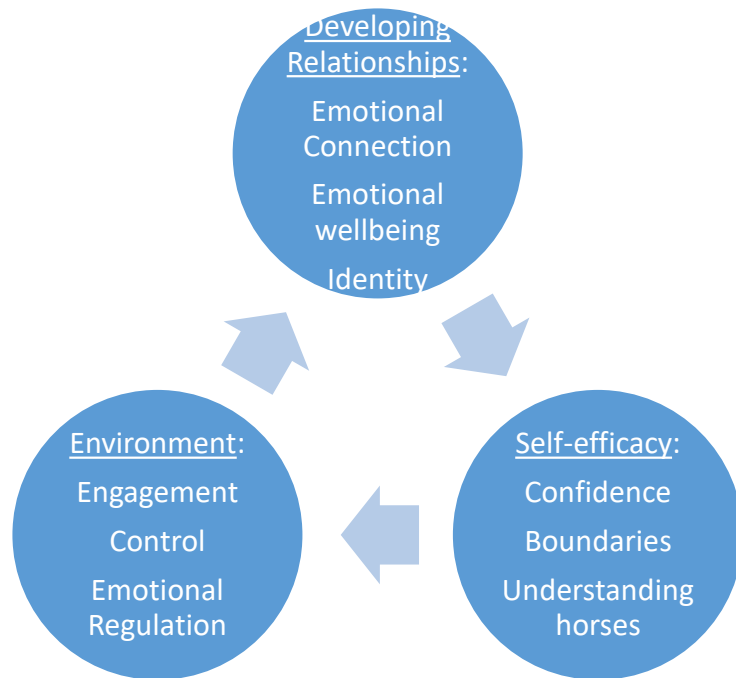 Developing
Relationships:
Emotional
Connection
Emotional
wellbeing
Identity
Environment:
Engagement
Control
Emotional
Regulation
Self-efficacy:
Confidence
Boundaries
Understanding
horses